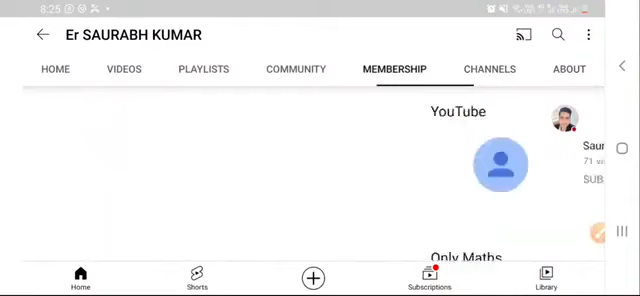 8:25
Er SAURABH KUMAR
HOME VIDEOS PLAYLISTS COMMUNITY MEMBERSHIP CHANNELS ABOUT
YouTube
Saur
71 vi
SUB
Only Maths
Home Shorts Subscriptions Library